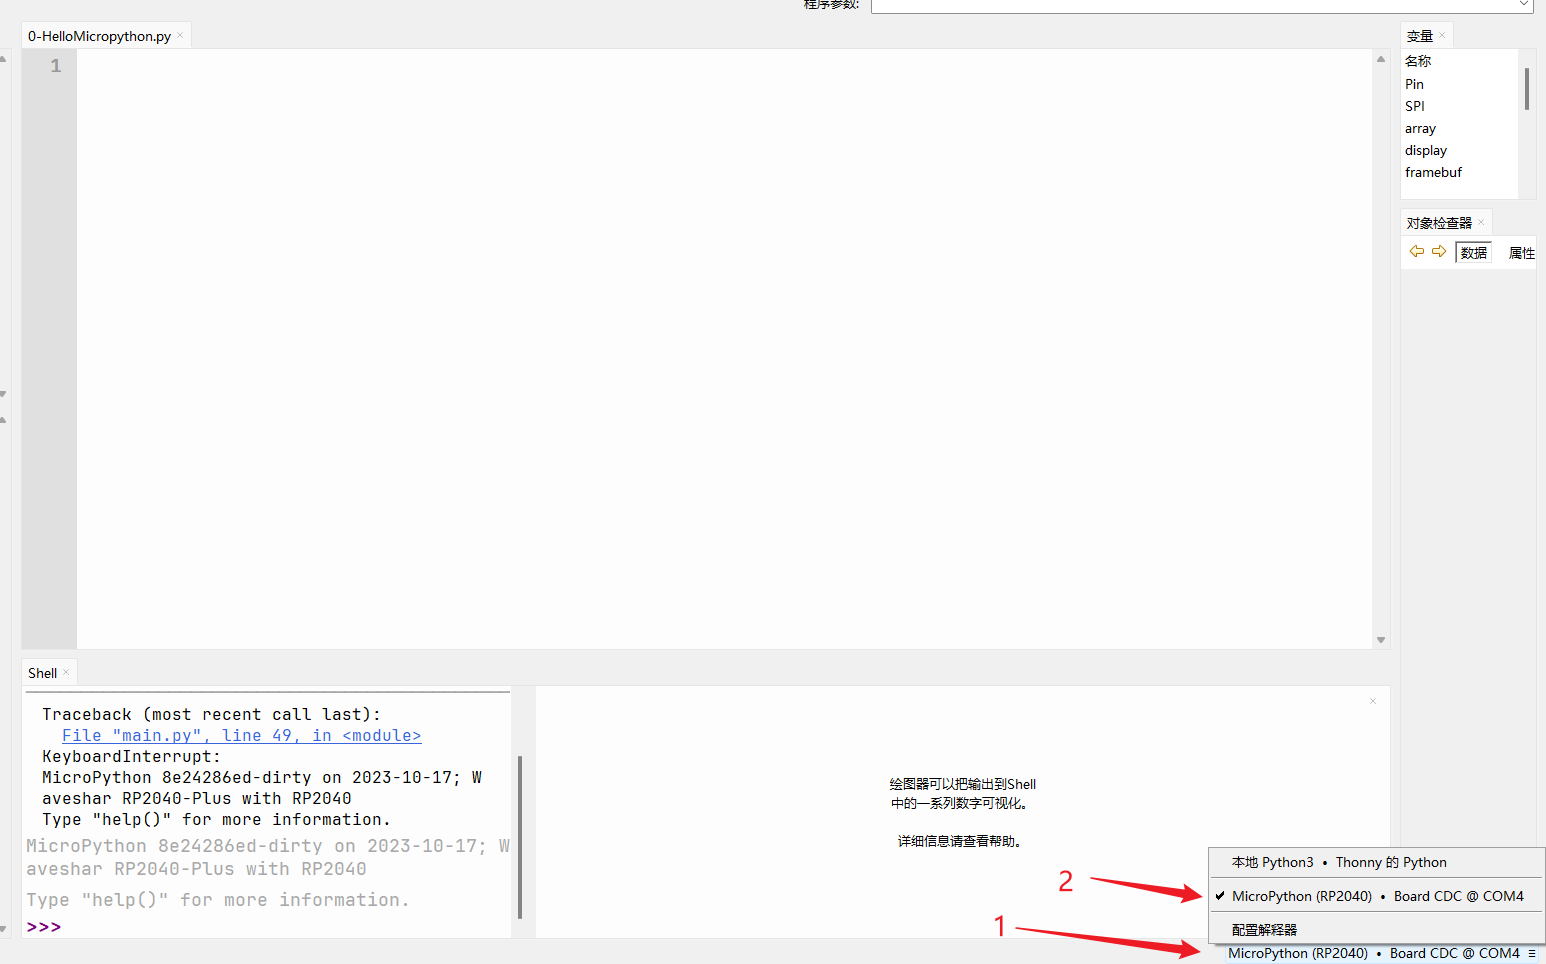 程序参数:
0-HelloMicropython.py
1
变量
名称
Pin
SPI
array
display
framebuf
对象检查器
数据 属性
Shell
Traceback (most recent call last):
File "main.py", line 49, in <module>
KeyboardInterrupt:
MicroPython 8e24286ed-dirty on 2023-10-17; W
aveshar RP2040-Plus with RP2040
Type "help()" for more information.
MicroPython 8e24286ed-dirty on 2023-10-17; W
aveshar RP2040-Plus with RP2040
Type "help()" for more information.
>>>
绘图器可以把输出到Shell
中的一系列数字可视化。
详细信息请查看帮助。
本地 Python3 • Thonny 的 Python
2
✓ MicroPython (RP2040) • Board CDC @ COM4
配置解释器
1
MicroPython (RP2040) • Board CDC @ COM4 ≡